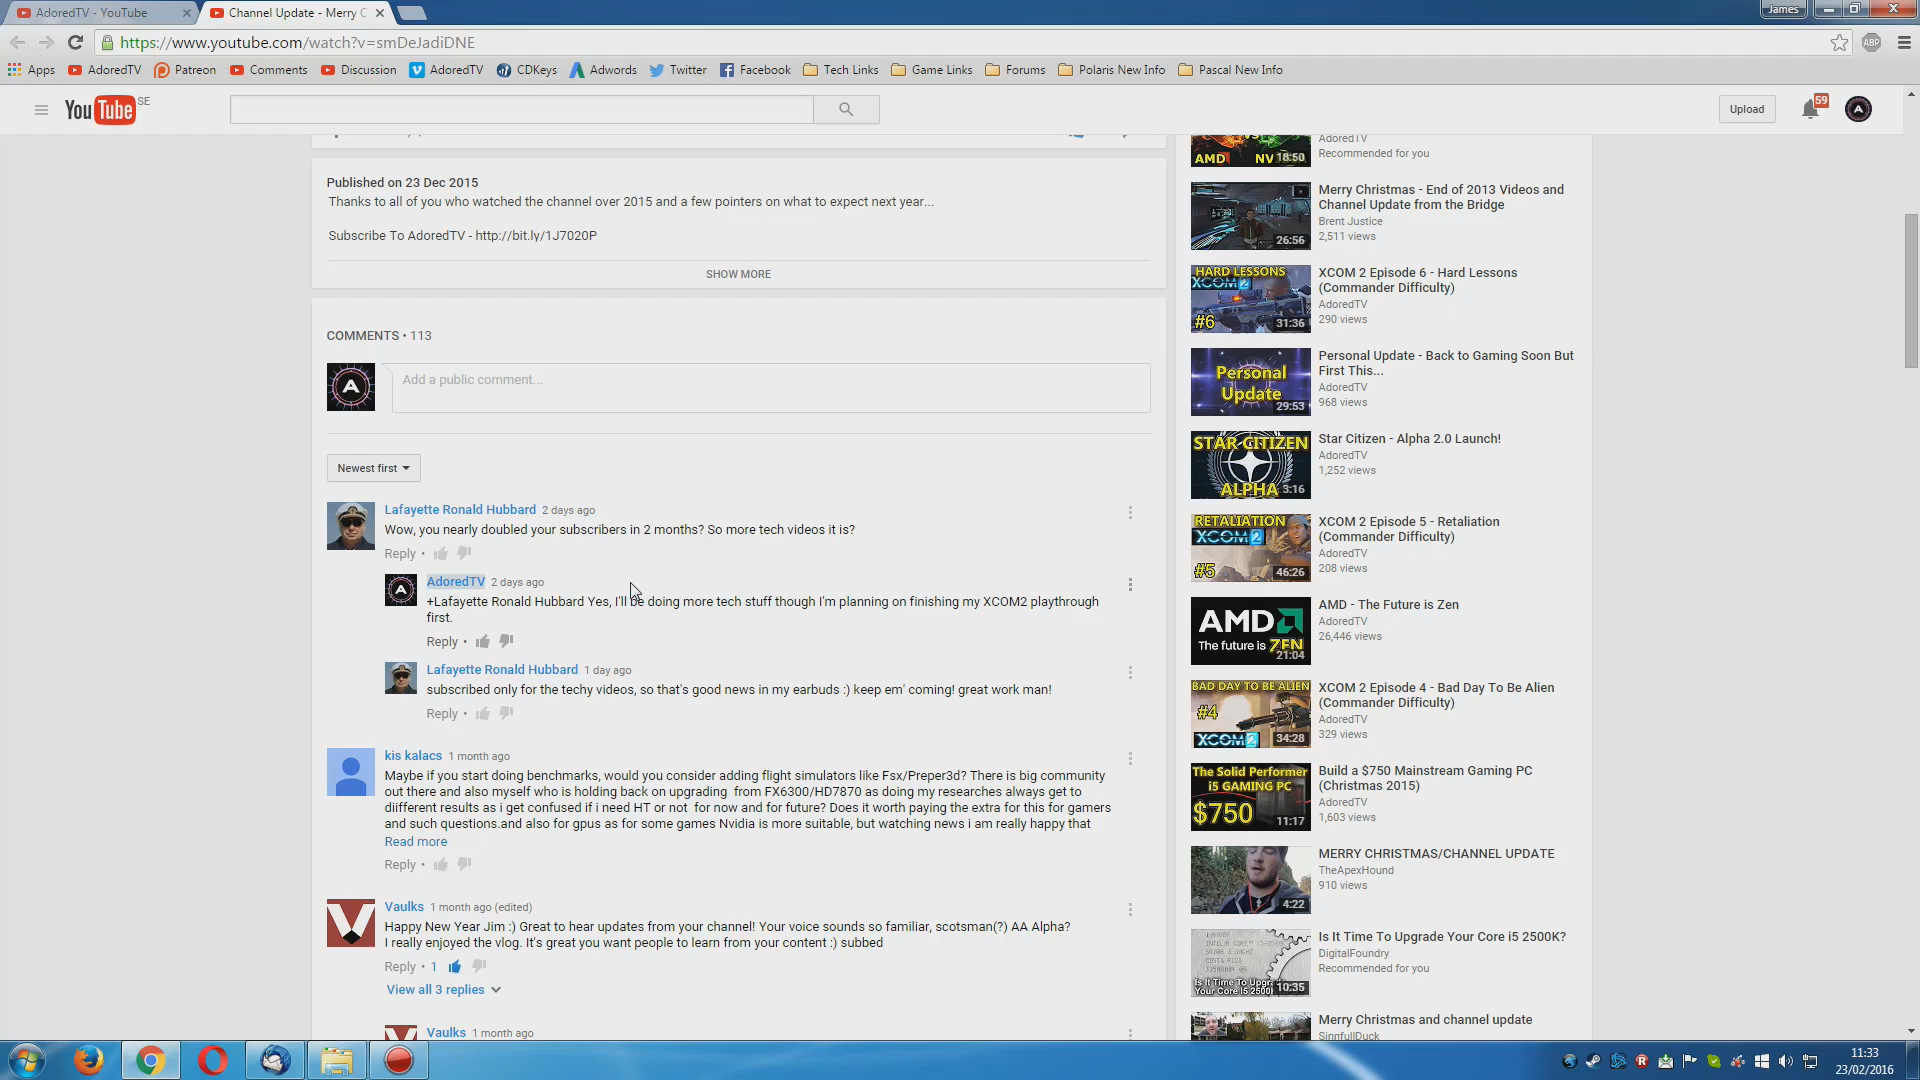 AdoredTV - YouTube
Channel Update - Merry C
James
https://www.youtube.com/watch?v=smDeJadiDNE
ABP
Apps
AdoredTV
Patreon
Comments
Discussion
AdoredTV
CDKeys
Adwords
Twitter
Facebook
Tech Links
Game Links
Forums
Polaris New Info
Pascal New Info
YouTube SE
Upload
59
A
Published on 23 Dec 2015
Thanks to all of you who watched the channel over 2015 and a few pointers on what to expect next year...
Subscribe To AdoredTV - http://bit.ly/1J7020P
SHOW MORE
COMMENTS • 113
A
Add a public comment...
Newest first
Lafayette Ronald Hubbard 2 days ago
Wow, you nearly doubled your subscribers in 2 months? So more tech videos it is?
Reply •
A
AdoredTV 2 days ago
+Lafayette Ronald Hubbard Yes, I'll be doing more tech stuff though I'm planning on finishing my XCOM2 playthrough
first.
Reply •
Lafayette Ronald Hubbard 1 day ago
subscribed only for the techy videos, so that's good news in my earbuds :) keep em' coming! great work man!
Reply •
kis kalacs 1 month ago
Maybe if you start doing benchmarks, would you consider adding flight simulators like Fsx/Preper3d? There is big community
out there and also myself who is holding back on upgrading from FX6300/HD7870 as doing my researches always get to
diifferent results as i get confused if i need HT or not for now and for future? Does it worth paying the extra for this for gamers
and such questions.and also for gpus as for some games Nvidia is more suitable, but watching news i am really happy that
Read more
Reply •
Vaulks 1 month ago (edited)
Happy New Year Jim :) Great to hear updates from your channel! Your voice sounds so familiar, scotsman(?) AA Alpha?
I really enjoyed the vlog. It's great you want people to learn from your content :) subbed
Reply • 1
View all 3 replies
Vaulks 1 month ago
AMD
NV
18:50
AdoredTV
Recommended for you
26:56
Merry Christmas - End of 2013 Videos and
Channel Update from the Bridge
Brent Justice
2,511 views
HARD LESSONS
XCOM 2
#6
31:36
XCOM 2 Episode 6 - Hard Lessons
(Commander Difficulty)
AdoredTV
290 views
Personal
Update
29:53
Personal Update - Back to Gaming Soon But
First This...
AdoredTV
968 views
STAR CITIZEN
ALPHA
3:16
Star Citizen - Alpha 2.0 Launch!
AdoredTV
1,252 views
RETALIATION
XCOM 2
#5
46:26
XCOM 2 Episode 5 - Retaliation
(Commander Difficulty)
AdoredTV
208 views
AMD
The future is ZEN
21:04
AMD - The Future is Zen
AdoredTV
26,446 views
BAD DAY TO BE ALIEN
#4
XCOM 2
34:28
XCOM 2 Episode 4 - Bad Day To Be Alien
(Commander Difficulty)
AdoredTV
329 views
The Solid Performer
i5 GAMING PC
$750
11:17
Build a $750 Mainstream Gaming PC
(Christmas 2015)
AdoredTV
1,603 views
4:22
MERRY CHRISTMAS/CHANNEL UPDATE
TheApexHound
910 views
Is It Time To Upgra
Your Core i5 2500K
10:35
Is It Time To Upgrade Your Core i5 2500K?
DigitalFoundry
Recommended for you
Merry Christmas and channel update
SinnfullDuck
11:33
23/02/2016